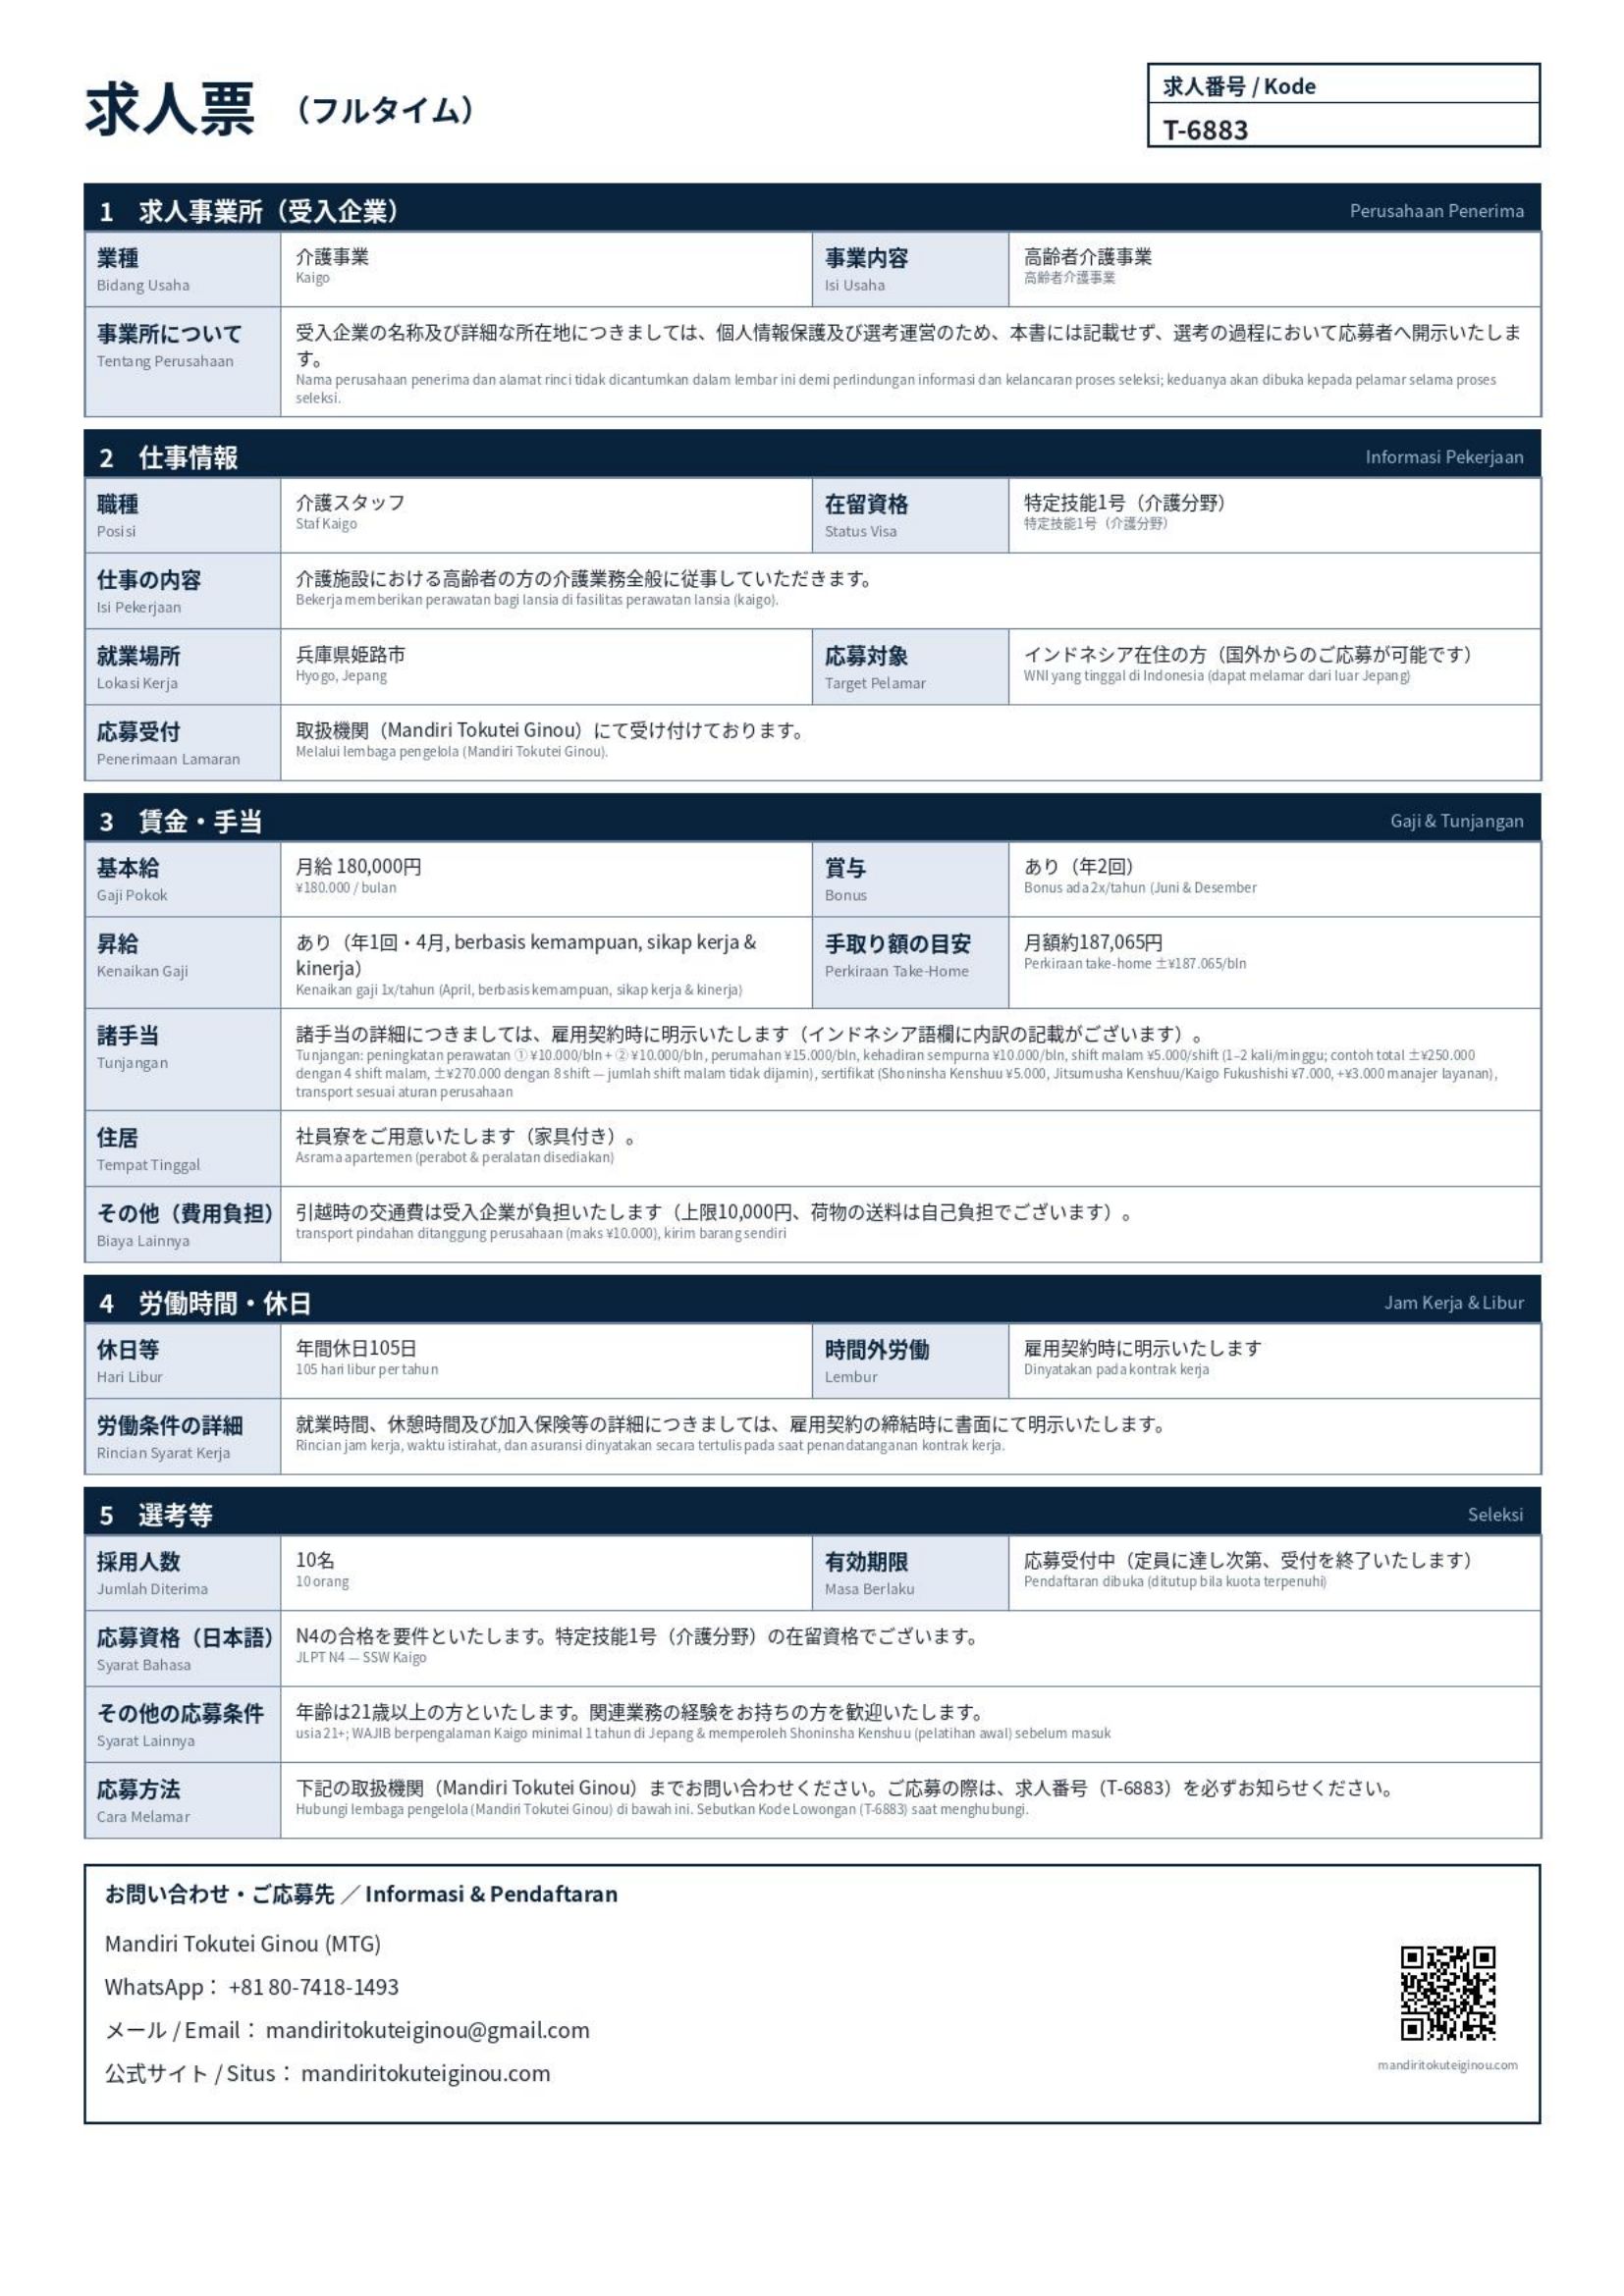 求人票 （フルタイム）
求人番号 / Kode
T-6883
1 求人事業所（受入企業） Perusahaan Penerima
業種
Bidang Usaha
介護事業
Kaigo
事業内容
Isi Usaha
高齢者介護事業
高齢者介護事業
事業所について
Tentang Perusahaan
受入企業の名称及び詳細な所在地につきましては、個人情報保護及び選考運営のため、本書には記載せず、選考の過程において応募者へ開示いたしま
す。
Nama perusahaan penerima dan alamat rinci tidak dicantumkan dalam lembar ini demi perlindungan informasi dan kelancaran proses seleksi; keduanya akan dibuka kepada pelamar selama proses
seleksi.
2 仕事情報 Informasi Pekerjaan
職種
Posisi
介護スタッフ
Staf Kaigo
在留資格
Status Visa
特定技能1号（介護分野）
特定技能1号（介護分野）
仕事の内容
Isi Pekerjaan
介護施設における高齢者の方の介護業務全般に従事していただきます。
Bekerja memberikan perawatan bagi lansia di fasilitas perawatan lansia (kaigo).
就業場所
Lokasi Kerja
兵庫県姫路市
Hyogo, Jepang
応募対象
Target Pelamar
インドネシア在住の方（国外からのご応募が可能です）
WNI yang tinggal di Indonesia (dapat melamar dari luar Jepang)
応募受付
Penerimaan Lamaran
取扱機関（Mandiri Tokutei Ginou）にて受け付けております。
Melalui lembaga pengelola (Mandiri Tokutei Ginou).
3 賃金・手当 Gaji & Tunjangan
基本給
Gaji Pokok
月給 180,000円
¥180.000 / bulan
賞与
Bonus
あり（年2回）
Bonus ada 2x/tahun (Juni & Desember
昇給
Kenaikan Gaji
あり（年1回・4月, berbasis kemampuan, sikap kerja &
kinerja）
Kenaikan gaji 1x/tahun (April, berbasis kemampuan, sikap kerja & kinerja)
手取り額の目安
Perkiraan Take-Home
月額約187,065円
Perkiraan take-home ±¥187.065/bln
諸手当
Tunjangan
諸手当の詳細につきましては、雇用契約時に明示いたします（インドネシア語欄に内訳の記載がございます）。
Tunjangan: peningkatan perawatan ①¥10.000/bln + ②¥10.000/bln, perumahan ¥15.000/bln, kehadiran sempurna ¥10.000/bln, shift malam ¥5.000/shift (1–2 kali/minggu; contoh total ±¥250.000
dengan 4 shift malam, ±¥270.000 dengan 8 shift — jumlah shift malam tidak dijamin), sertifikat (Shoninsha Kenshuu ¥5.000, Jitsumusha Kenshuu/Kaigo Fukushishi ¥7.000, +¥3.000 manajer layanan),
transport sesuai aturan perusahaan
住居
Tempat Tinggal
社員寮をご用意いたします（家具付き）。
Asrama apartemen (perabot & peralatan disediakan)
その他（費用負担）
Biaya Lainnya
引越時の交通費は受入企業が負担いたします（上限10,000円、荷物の送料は自己負担でございます）。
transport pindahan ditanggung perusahaan (maks ¥10.000), kirim barang sendiri
4 労働時間・休日 Jam Kerja & Libur
休日等
Hari Libur
年間休日105日
105 hari libur per tahun
時間外労働
Lembur
雇用契約時に明示いたします
Dinyatakan pada kontrak kerja
労働条件の詳細
Rincian Syarat Kerja
就業時間、休憩時間及び加入保険等の詳細につきましては、雇用契約の締結時に書面にて明示いたします。
Rincian jam kerja, waktu istirahat, dan asuransi dinyatakan secara tertulis pada saat penandatanganan kontrak kerja.
5 選考等 Seleksi
採用人数
Jumlah Diterima
10名
10 orang
有効期限
Masa Berlaku
応募受付中（定員に達し次第、受付を終了いたします）
Pendaftaran dibuka (ditutup bila kuota terpenuhi)
応募資格（日本語）
Syarat Bahasa
N4の合格を要件といたします。特定技能1号（介護分野）の在留資格でございます。
JLPT N4 — SSW Kaigo
その他の応募条件
Syarat Lainnya
年齢は21歳以上の方といたします。関連業務の経験をお持ちの方を歓迎いたします。
usia 21+; WAJIB berpengalaman Kaigo minimal 1 tahun di Jepang & memperoleh Shoninsha Kenshuu (pelatihan awal) sebelum masuk
応募方法
Cara Melamar
下記の取扱機関（Mandiri Tokutei Ginou）までお問い合わせください。ご応募の際は、求人番号（T-6883）を必ずお知らせください。
Hubungi lembaga pengelola (Mandiri Tokutei Ginou) di bawah ini. Sebutkan Kode Lowongan (T-6883) saat menghubungi.
お問い合わせ・ご応募先 ／ Informasi & Pendaftaran
Mandiri Tokutei Ginou (MTG)
WhatsApp： +81 80-7418-1493
メール / Email： mandiritokuteiginou@gmail.com
公式サイト / Situs： mandiritokuteiginou.com
mandiritokuteiginou.com